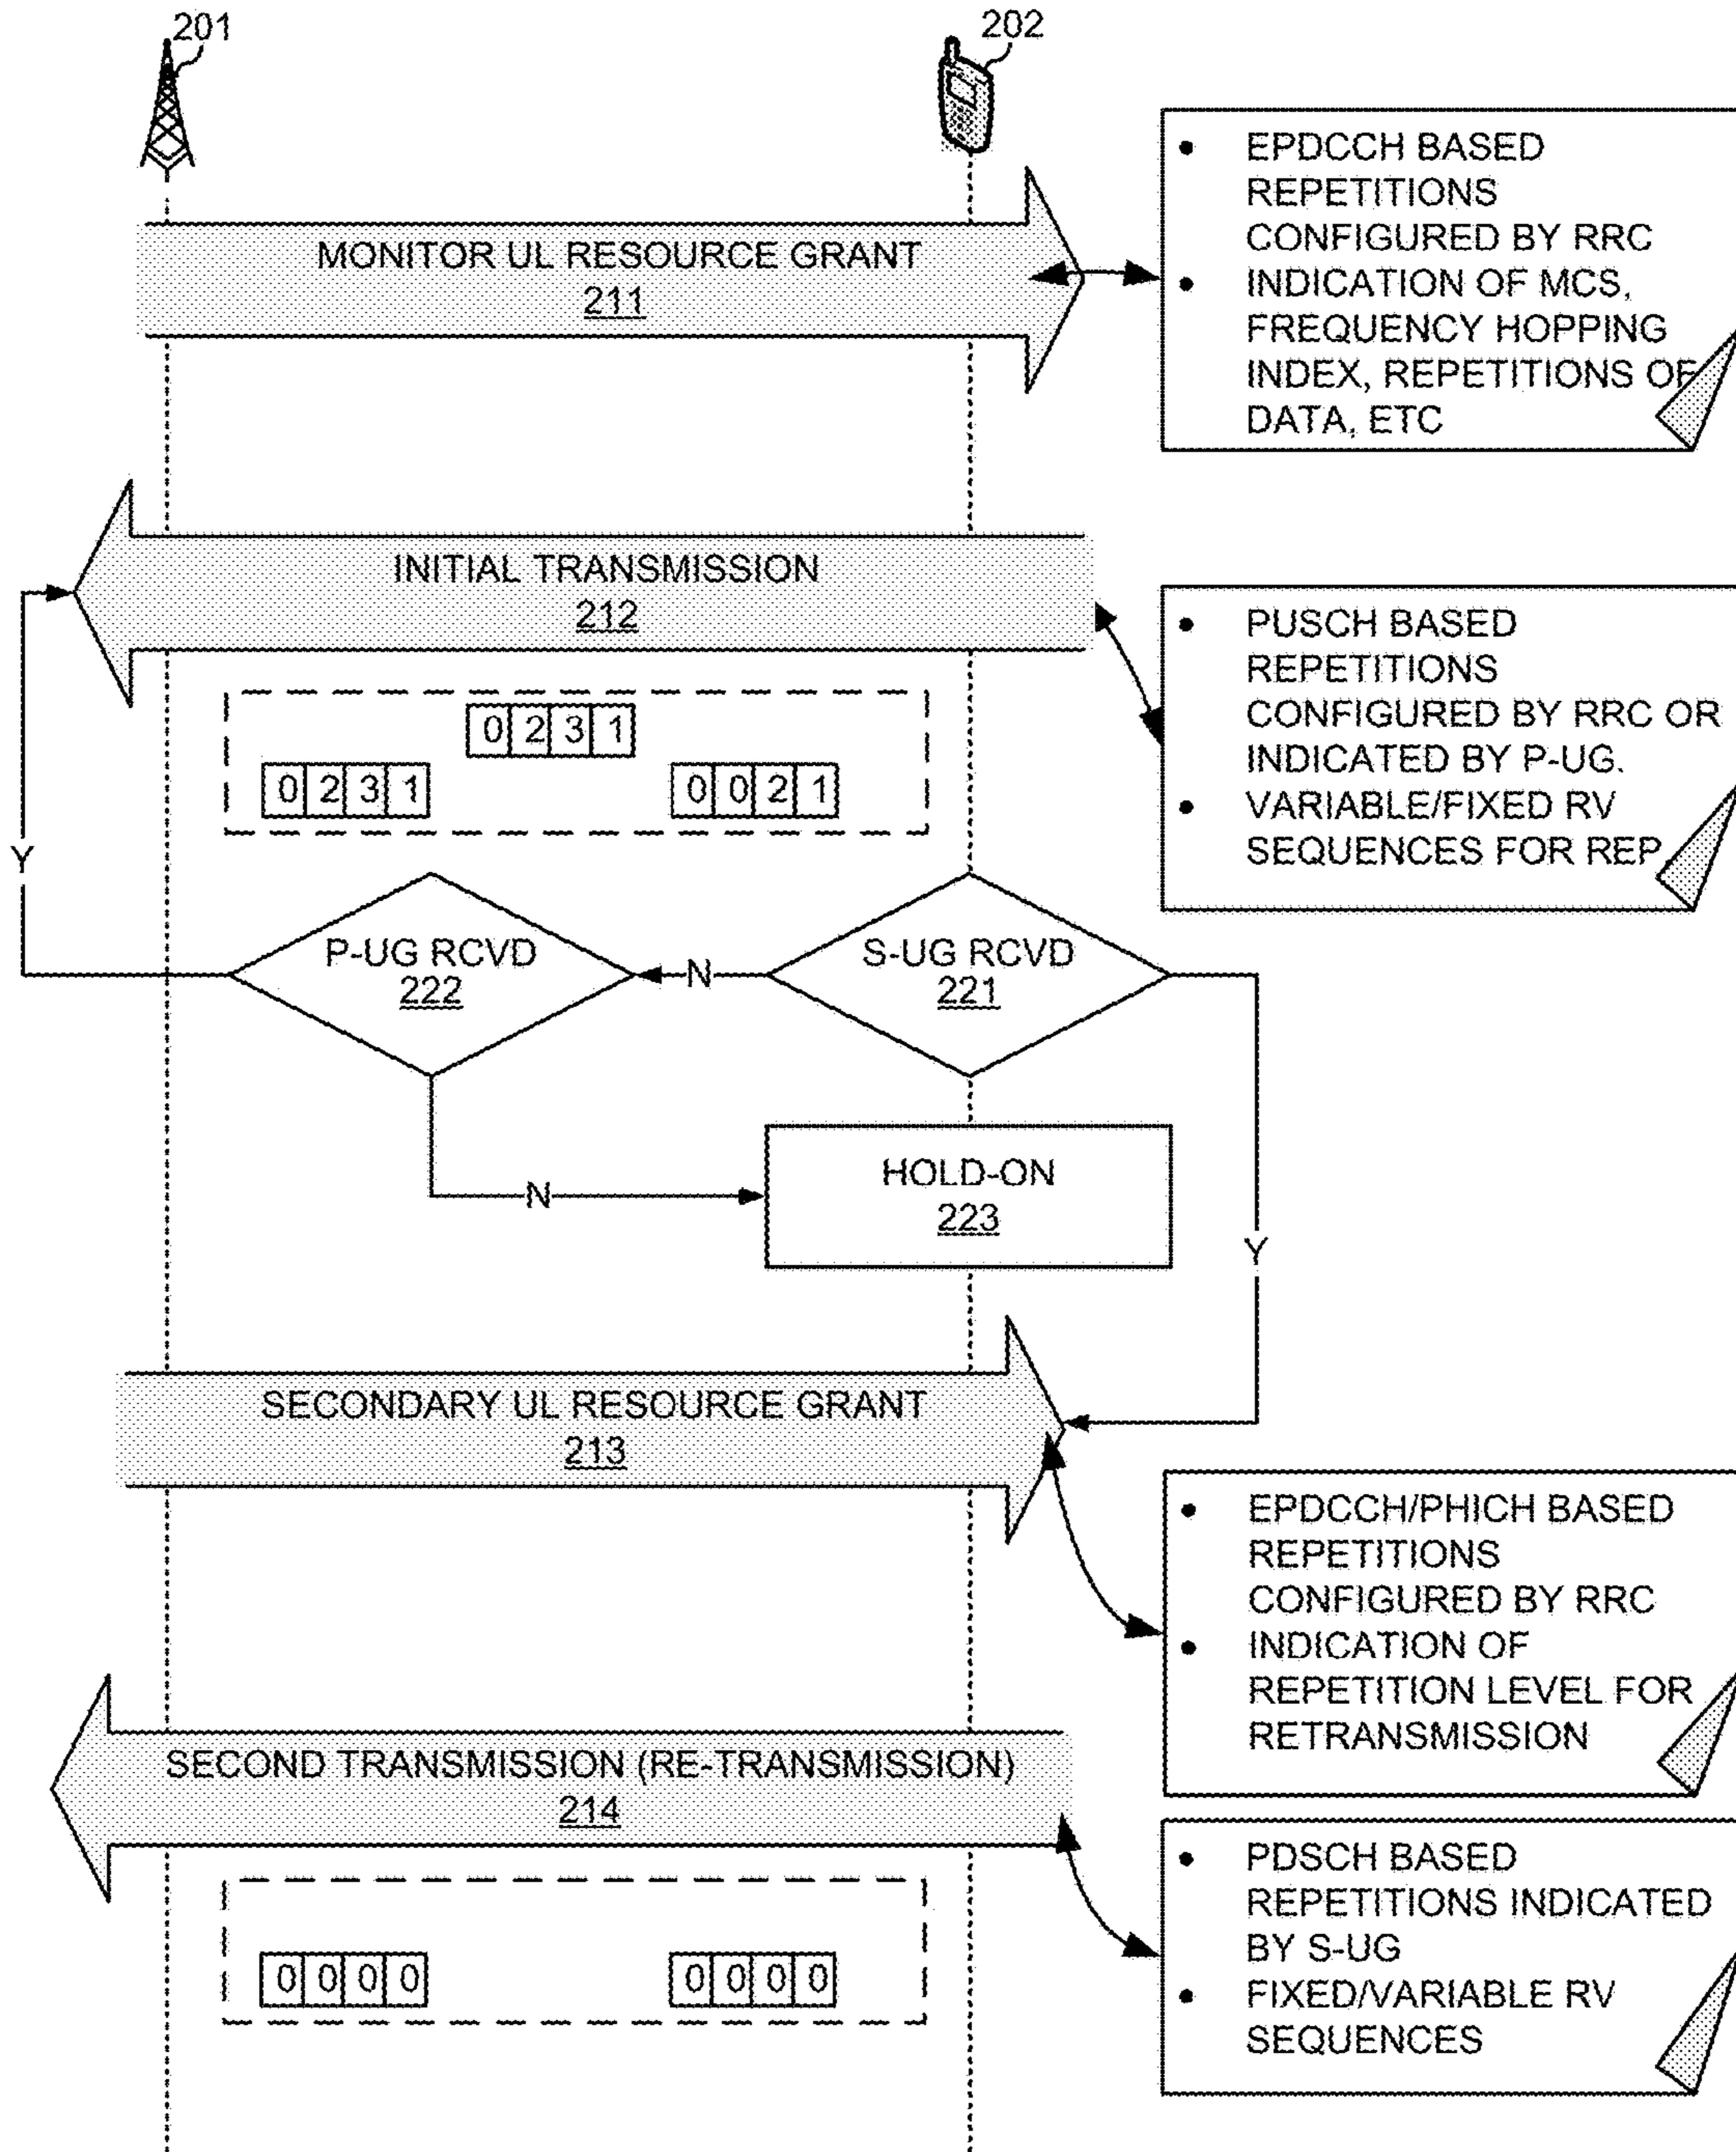 201
202
MONITOR UL RESOURCE GRANT
211
• EPDCCH BASED
REPETITIONS
CONFIGURED BY RRC
• INDICATION OF MCS,
FREQUENCY HOPPING
INDEX, REPETITIONS OF
DATA, ETC
INITIAL TRANSMISSION
212
• PUSCH BASED
REPETITIONS
CONFIGURED BY RRC OR
INDICATED BY P-UG.
• VARIABLE/FIXED RV
SEQUENCES FOR REP
0 2 3 1
0 2 3 1
0 0 2 1
Y
P-UG RCVD
222
N
S-UG RCVD
221
N
HOLD-ON
223
Y
SECONDARY UL RESOURCE GRANT
213
• EPDCCH/PHICH BASED
REPETITIONS
CONFIGURED BY RRC
• INDICATION OF
REPETITION LEVEL FOR
RETRANSMISSION
SECOND TRANSMISSION (RE-TRANSMISSION)
214
• PDSCH BASED
REPETITIONS INDICATED
BY S-UG
• FIXED/VARIABLE RV
SEQUENCES
0 0 0 0
0 0 0 0